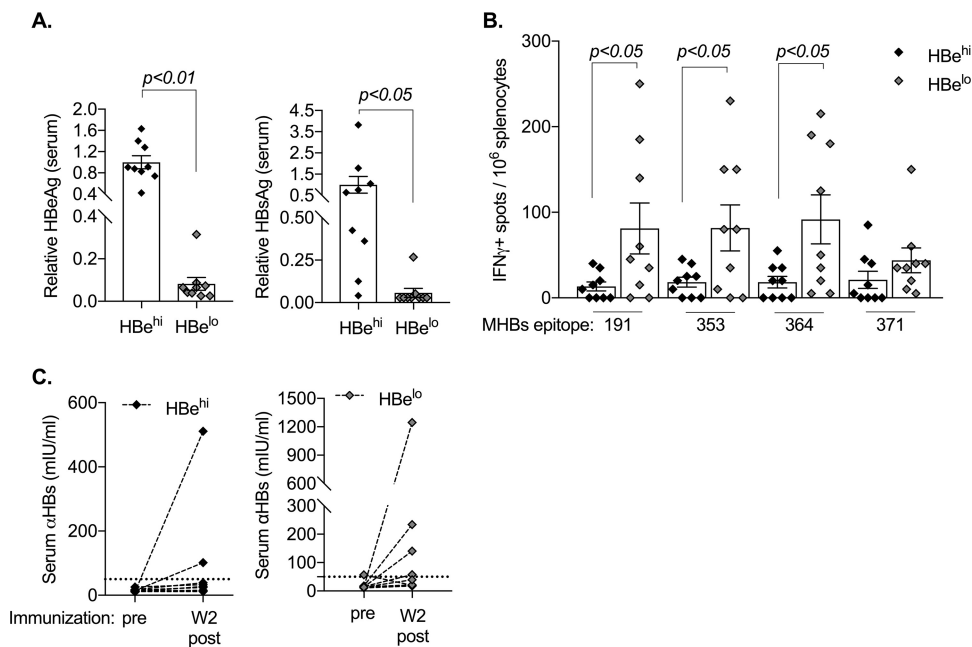 A.
p<0.01
Relative HBeAg (serum)
2.0
1.6
1.2
0.8
0.4
0.4
0.2
0.0
HBehi
HBelo
p<0.05
Relative HBsAg (serum)
4.5
3.5
2.5
1.5
0.5
0.50
0.25
0.00
HBehi
HBelo
B.
IFNγ+ spots / 10⁶ splenocytes
300
200
100
0
p<0.05
p<0.05
p<0.05
HBehi
HBelo
MHBs epitope: 191 353 364 371
C.
Serum αHBs (mIU/ml)
600
400
200
0
HBehi
Immunization: pre W2 post
Serum αHBs (mIU/ml)
1500
1200
900
600
300
200
100
0
HBelo
pre W2 post